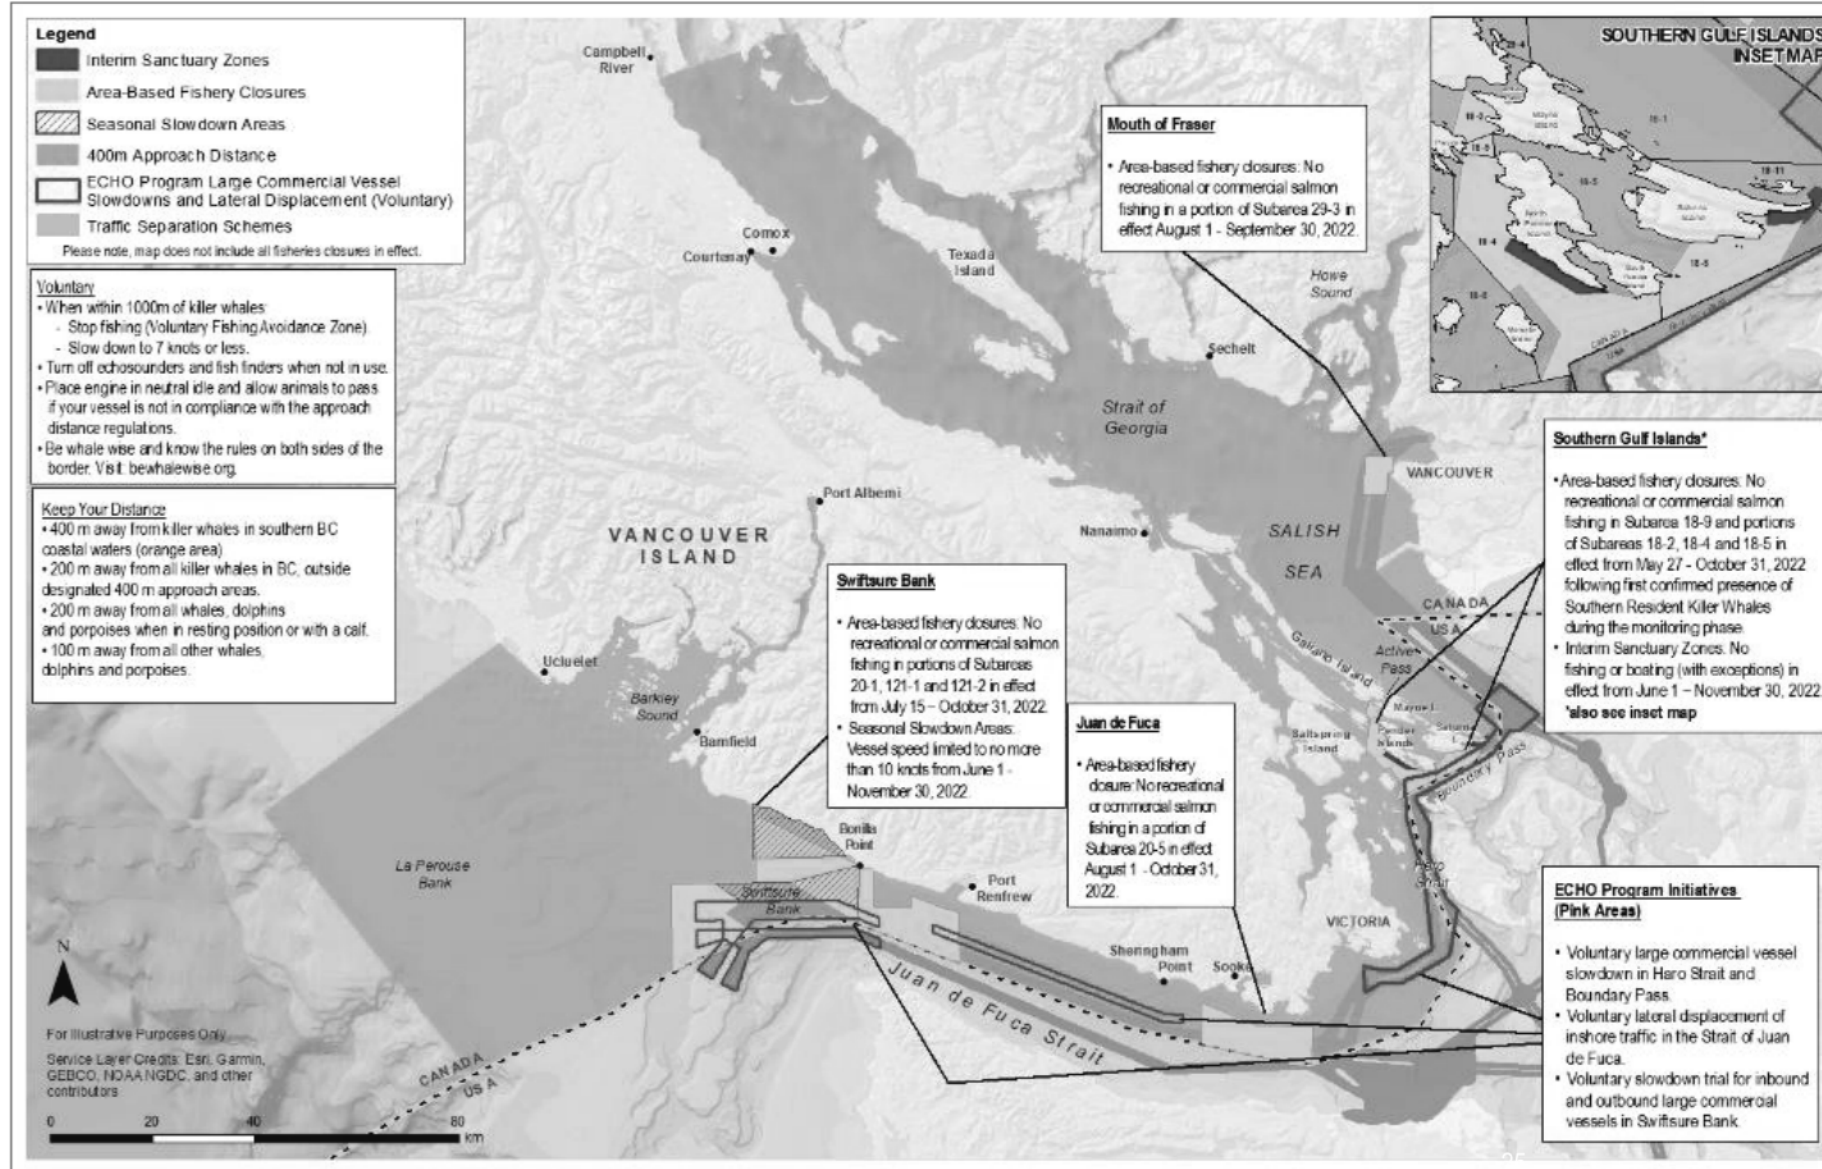 Legend
Interim Sanctuary Zones
Area-Based Fishery Closures
Seasonal Slowdown Areas
400m Approach Distance
ECHO Program Large Commercial Vessel
Slowdowns and Lateral Displacement (Voluntary)
Traffic Separation Schemes
Please note, map does not include all fisheries closures in effect.
Voluntary
• When within 1000m of killer whales:
- Stop fishing (Voluntary Fishing Avoidance Zone).
- Slow down to 7 knots or less.
• Turn off echosounders and fish finders when not in use.
• Place engine in neutral idle and allow animals to pass
if your vessel is not in compliance with the approach
distance regulations.
• Be whale wise and know the rules on both sides of the
border. Visit: bewhalewise.org.
Keep Your Distance
• 400 m away from killer whales in southern BC
coastal waters (orange area)
• 200 m away from all killer whales in BC, outside
designated 400 m approach areas.
• 200 m away from all whales, dolphins
and porpoises when in resting position or with a calf.
• 100 m away from all other whales,
dolphins and porpoises.
Campbell
River
Comox
Courtenay
Texada
Island
Howe
Sound
Sechelt
Strait of
Georgia
Port Alberni
VANCOUVER
ISLAND
Nanaimo
VANCOUVER
SALISH
SEA
CANADA
USA
Galiano Island
Active
Pass
Mayne I.
Saturna
I.
Pender
Islands
Saltspring
Island
Boundary Pass
Ucluelet
Barkley
Sound
Bamfield
La Perouse
Bank
Bonilla
Point
Swiftsure
Bank
Port
Renfrew
Sheringham
Point
Sooke
VICTORIA
Haro
Strait
Juan de Fuca Strait
CANADA
USA
Mouth of Fraser
• Area-based fishery closures: No
recreational or commercial salmon
fishing in a portion of Subarea 29-3 in
effect August 1 - September 30, 2022.
Swiftsure Bank
• Area-based fishery closures: No
recreational or commercial salmon
fishing in portions of Subareas
20-1, 121-1 and 121-2 in effect
from July 15 – October 31, 2022.
• Seasonal Slowdown Areas:
Vessel speed limited to no more
than 10 knots from June 1 -
November 30, 2022.
Juan de Fuca
• Area-based fishery
closure: No recreational
or commercial salmon
fishing in a portion of
Subarea 20-5 in effect
August 1 - October 31,
2022.
Southern Gulf Islands*
• Area-based fishery closures: No
recreational or commercial salmon
fishing in Subarea 18-9 and portions
of Subareas 18-2, 18-4 and 18-5 in
effect from May 27 - October 31, 2022
following first confirmed presence of
Southern Resident Killer Whales
during the monitoring phase.
• Interim Sanctuary Zones: No
fishing or boating (with exceptions) in
effect from June 1 – November 30, 2022.
*also see inset map
ECHO Program Initiatives
(Pink Areas)
• Voluntary large commercial vessel
slowdown in Haro Strait and
Boundary Pass.
• Voluntary lateral displacement of
inshore traffic in the Strait of Juan
de Fuca.
• Voluntary slowdown trial for inbound
and outbound large commercial
vessels in Swiftsure Bank.
SOUTHERN GULF ISLANDS
INSET MAP
18-1
18-11
18-5
18-4
18-6
Mayne
Island
Saturna
Island
CANADA
USA
N
For Illustrative Purposes Only
Service Layer Credits: Esri, Garmin,
GEBCO, NOAA NGDC, and other
contributors
0 20 40 80
km